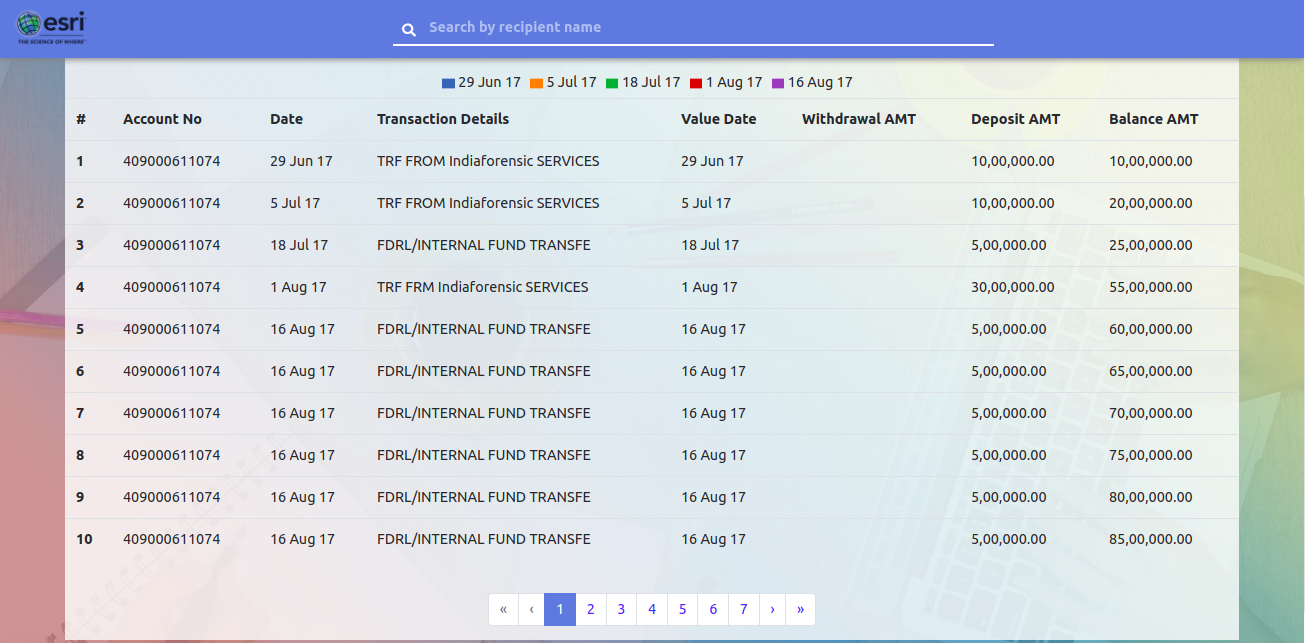 esri
THE SCIENCE OF WHERE
Search by recipient name
29 Jun 17 5 Jul 17 18 Jul 17 1 Aug 17 16 Aug 17
# Account No Date Transaction Details Value Date Withdrawal AMT Deposit AMT Balance AMT
1 409000611074 29 Jun 17 TRF FROM Indiaforensic SERVICES 29 Jun 17 10,00,000.00 10,00,000.00
2 409000611074 5 Jul 17 TRF FROM Indiaforensic SERVICES 5 Jul 17 10,00,000.00 20,00,000.00
3 409000611074 18 Jul 17 FDRL/INTERNAL FUND TRANSFE 18 Jul 17 5,00,000.00 25,00,000.00
4 409000611074 1 Aug 17 TRF FRM Indiaforensic SERVICES 1 Aug 17 30,00,000.00 55,00,000.00
5 409000611074 16 Aug 17 FDRL/INTERNAL FUND TRANSFE 16 Aug 17 5,00,000.00 60,00,000.00
6 409000611074 16 Aug 17 FDRL/INTERNAL FUND TRANSFE 16 Aug 17 5,00,000.00 65,00,000.00
7 409000611074 16 Aug 17 FDRL/INTERNAL FUND TRANSFE 16 Aug 17 5,00,000.00 70,00,000.00
8 409000611074 16 Aug 17 FDRL/INTERNAL FUND TRANSFE 16 Aug 17 5,00,000.00 75,00,000.00
9 409000611074 16 Aug 17 FDRL/INTERNAL FUND TRANSFE 16 Aug 17 5,00,000.00 80,00,000.00
10 409000611074 16 Aug 17 FDRL/INTERNAL FUND TRANSFE 16 Aug 17 5,00,000.00 85,00,000.00
« ‹ 1 2 3 4 5 6 7 › »